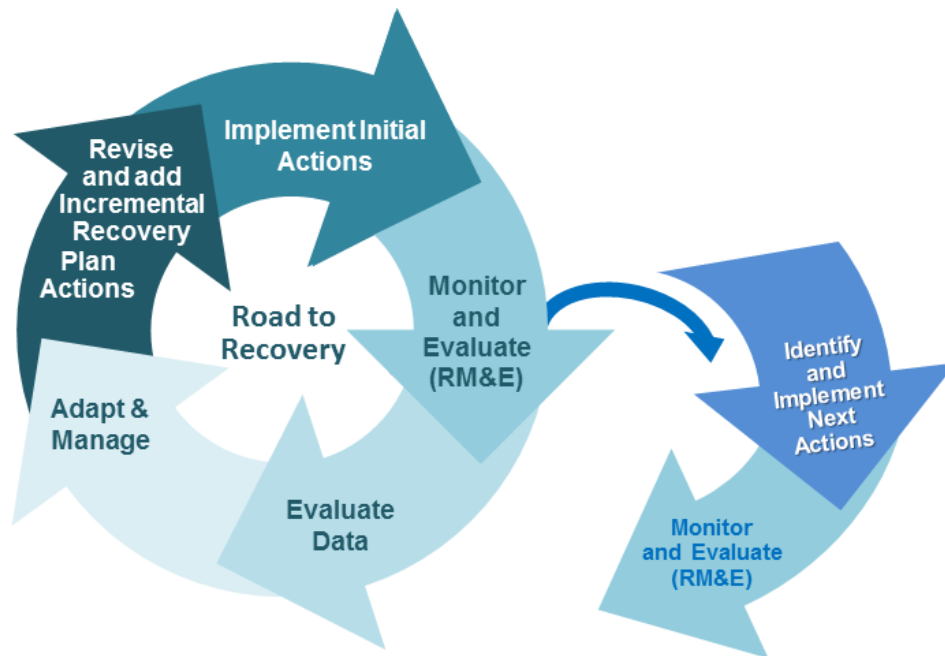 Implement Initial
Actions
Revise
and add
Incremental
Recovery
Plan
Actions
Road to
Recovery
Monitor
and
Evaluate
(RM&E)
Adapt &
Manage
Evaluate
Data
Identify
and
Implement
Next
Actions
Monitor
and Evaluate
(RM&E)